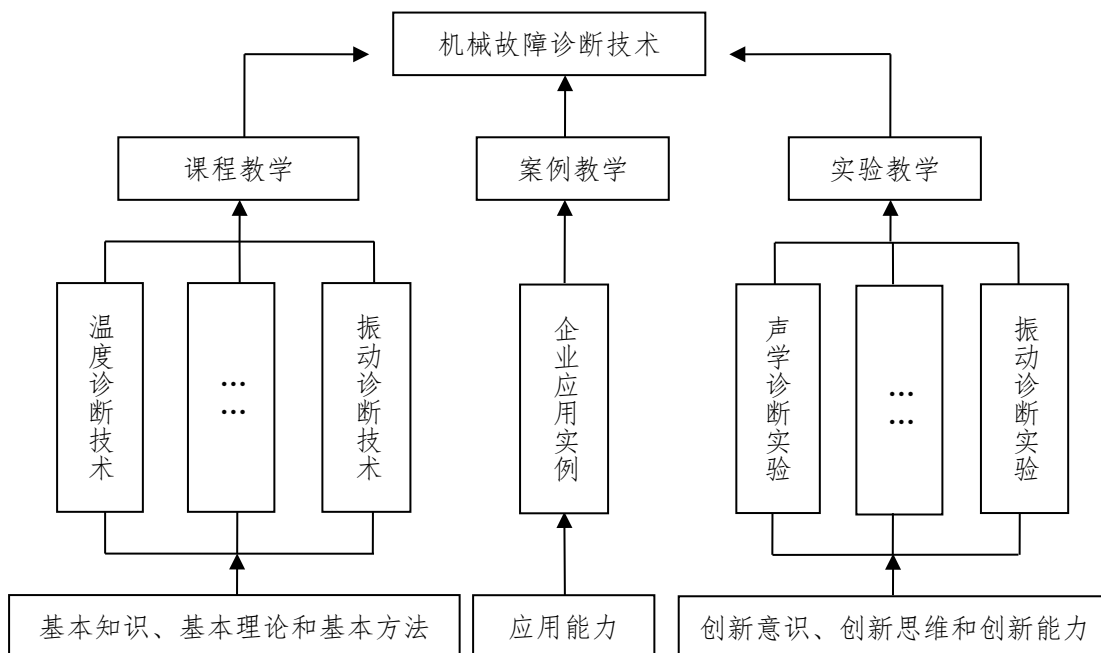 机械故障诊断技术
课程教学
案例教学
实验教学
温度诊断技术
……
振动诊断技术
企业应用实例
声学诊断实验
……
振动诊断实验
基本知识、基本理论和基本方法
应用能力
创新意识、创新思维和创新能力